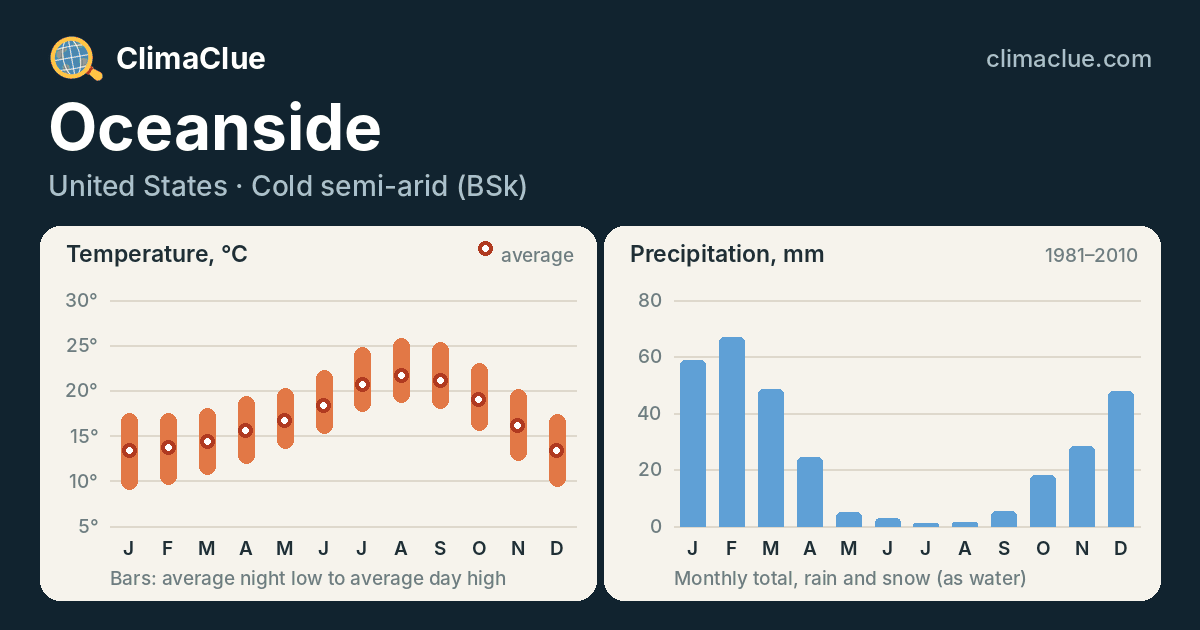 ClimaClue
climaclue.com
Oceanside
United States · Cold semi-arid (BSk)
Temperature, °C
average
30°
25°
20°
15°
10°
5°
J F M A M J J A S O N D
Bars: average night low to average day high
Precipitation, mm
1981–2010
80
60
40
20
0
J F M A M J J A S O N D
Monthly total, rain and snow (as water)